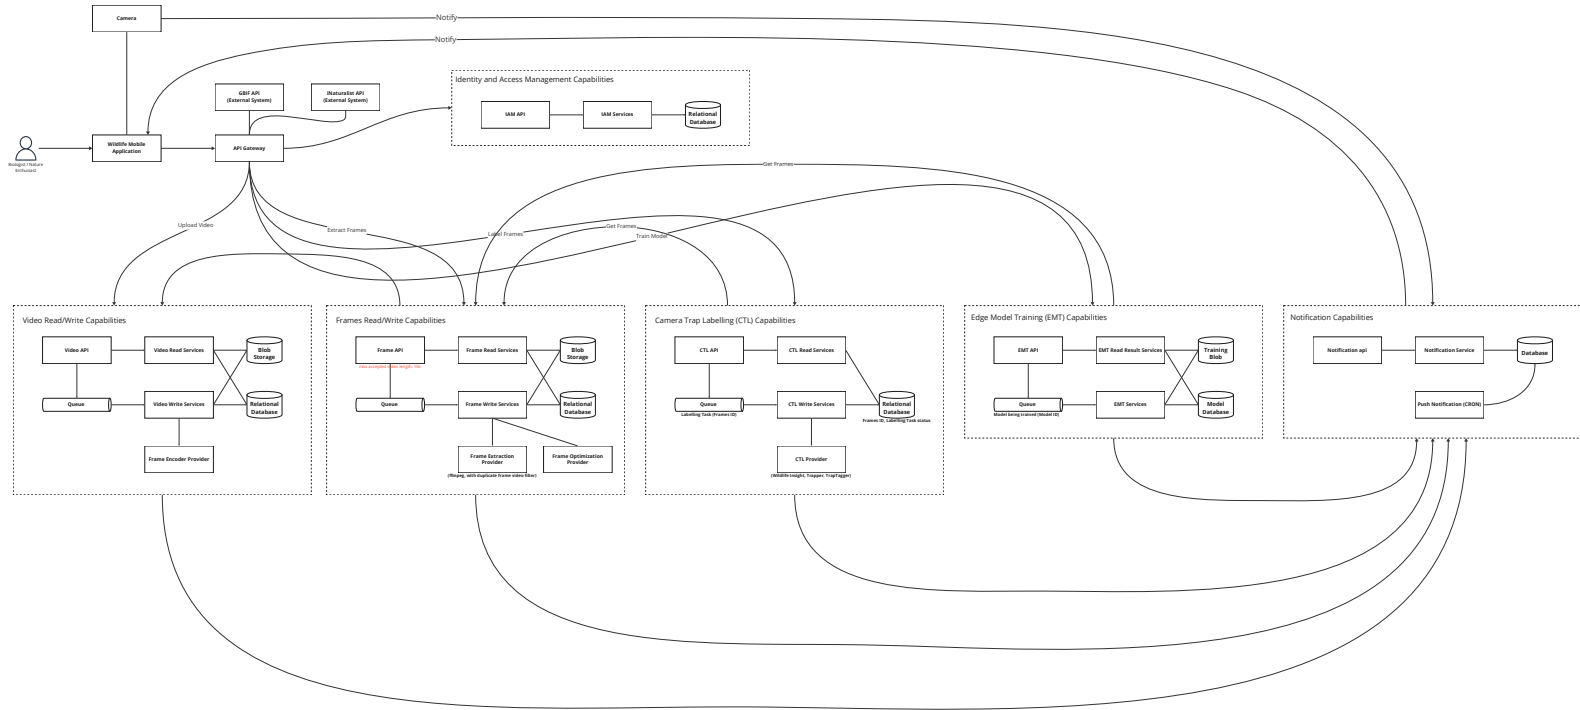 Camera
Notify
Notify
Identity and Access Management Capabilities
GBIF API
(External System)
iNaturalist API
(External System)
IAM API
IAM Services
Relational
Database
Wildlife Mobile
Application
API Gateway
Biologist / Nature
Enthusiast
Get Frames
Upload Video
Extract Frames
Label Frames
Get Frames
Train Model
Video Read/Write Capabilities
Video API
Video Read Services
Blob
Storage
Queue
Video Write Services
Relational
Database
Frame Encoder Provider
Frames Read/Write Capabilities
Frame API
max accepted video length: 10s
Frame Read Services
Blob
Storage
Queue
Frame Write Services
Relational
Database
Frame Extraction
Provider
(ffmpeg, with duplicate frame video filter)
Frame Optimization
Provider
Camera Trap Labelling (CTL) Capabilities
CTL API
CTL Read Services
Queue
Labelling Task (Frames ID)
CTL Write Services
Relational
Database
Frames ID, Labelling Task status
CTL Provider
(Wildlife Insight, Trapper, TrapTagger)
Edge Model Training (EMT) Capabilities
EMT API
EMT Read Result Services
Training
Blob
Queue
Model being trained (Model ID)
EMT Services
Model
Database
Notification Capabilities
Notification api
Notification Service
Database
Push Notification (CRON)